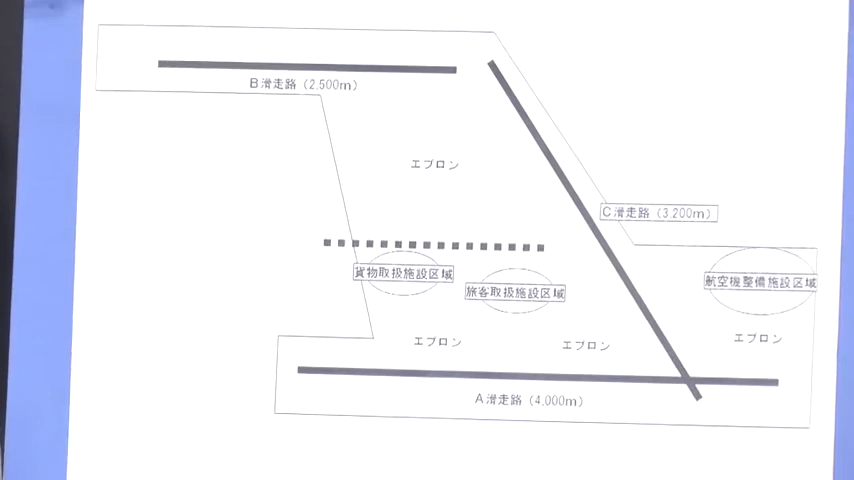 B滑走路（2,500m）
エプロン
C滑走路（3,200m）
貨物取扱施設区域
旅客取扱施設区域
航空機整備施設区域
エプロン
エプロン
エプロン
A滑走路（4,000m）